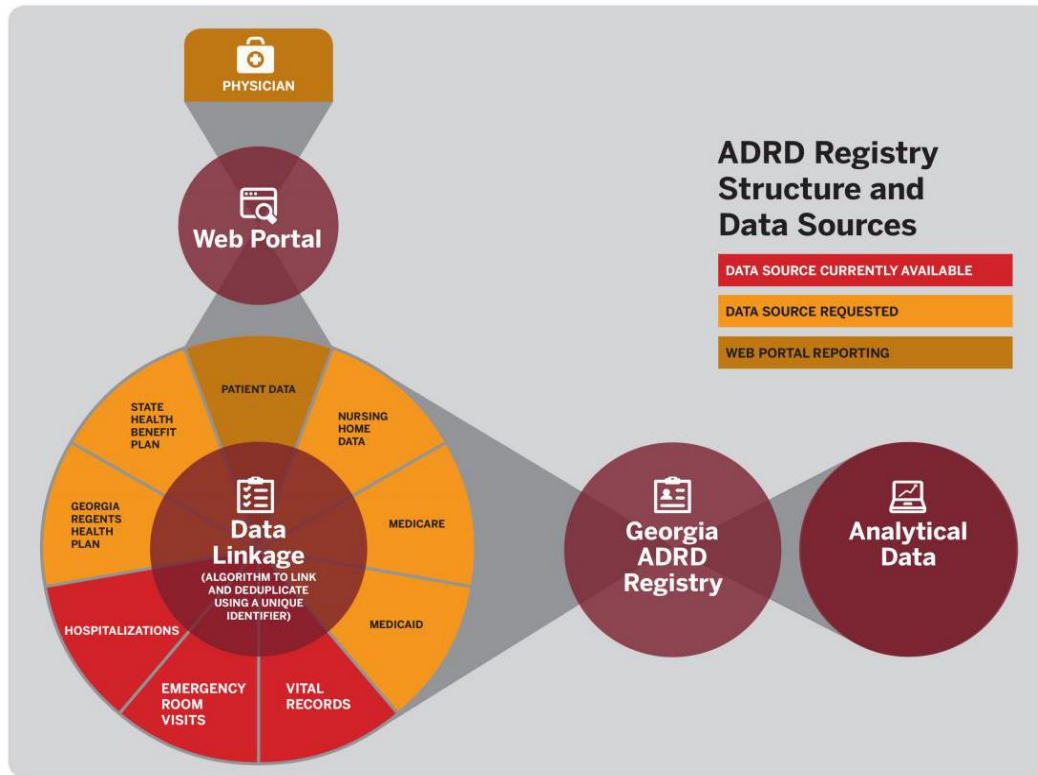 PHYSICIAN
Web Portal
ADRD Registry
Structure and
Data Sources
DATA SOURCE CURRENTLY AVAILABLE
DATA SOURCE REQUESTED
WEB PORTAL REPORTING
PATIENT DATA
STATE
HEALTH
BENEFIT
PLAN
NURSING
HOME
DATA
GEORGIA
REGENTS
HEALTH
PLAN
MEDICARE
Data
Linkage
(ALGORITHM TO LINK
AND DEDUPLICATE
USING A UNIQUE
IDENTIFIER)
HOSPITALIZATIONS
MEDICAID
EMERGENCY
ROOM
VISITS
VITAL
RECORDS
Georgia
ADRD
Registry
Analytical
Data